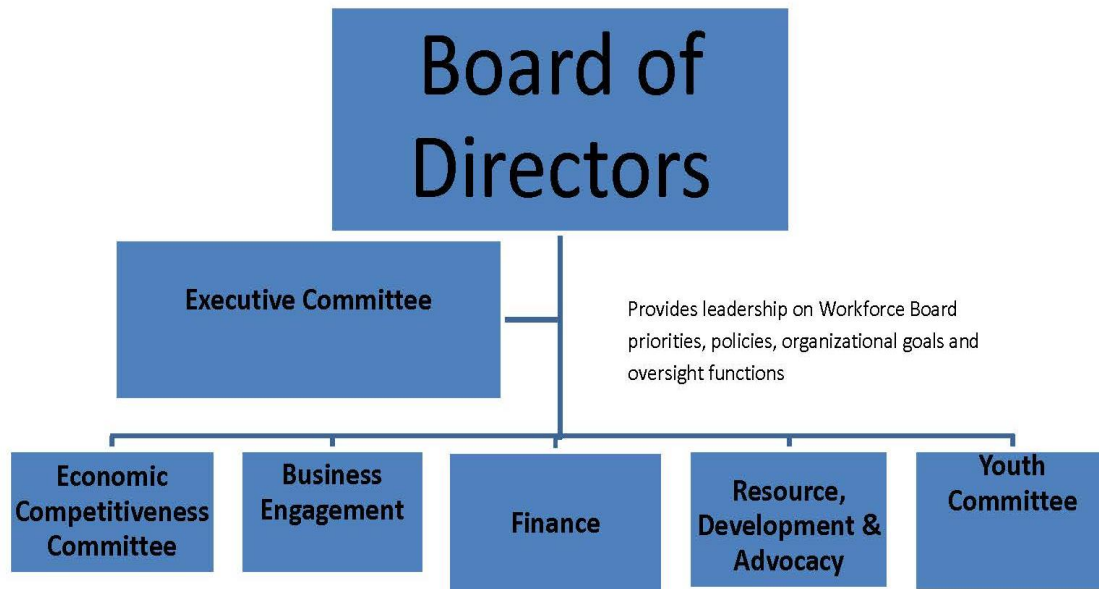 Board of
Directors
Executive Committee
Provides leadership on Workforce Board
priorities, policies, organizational goals and
oversight functions
Economic
Competitiveness
Committee
Business
Engagement
Finance
Resource,
Development &
Advocacy
Youth
Committee